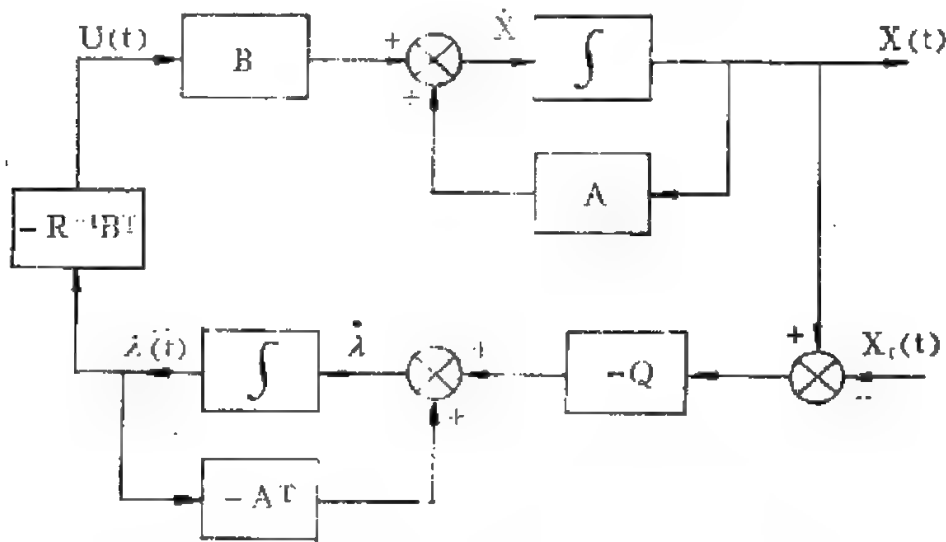 U(t) B + Ẋ ∫ X(t)
+
A
− R⁻¹Bᵀ
λ(t) ∫ λ̇ + −Q + Xᵣ(t)
+ −
− Aᵀ